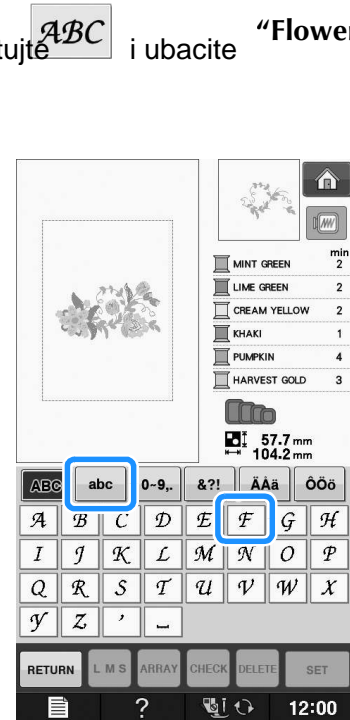 tujte ABC i ubacite “Flower
min
MINT GREEN 2
LIME GREEN 2
CREAM YELLOW 2
KHAKI 1
PUMPKIN 4
HARVEST GOLD 3
57.7 mm
104.2 mm
ABC abc 0~9,. &?! ÄÅä ÔÖö
A B C D E F G H
I J K L M N O P
Q R S T U V W X
Y Z ’ _
RETURN L M S ARRAY CHECK DELETE SET
? 12:00